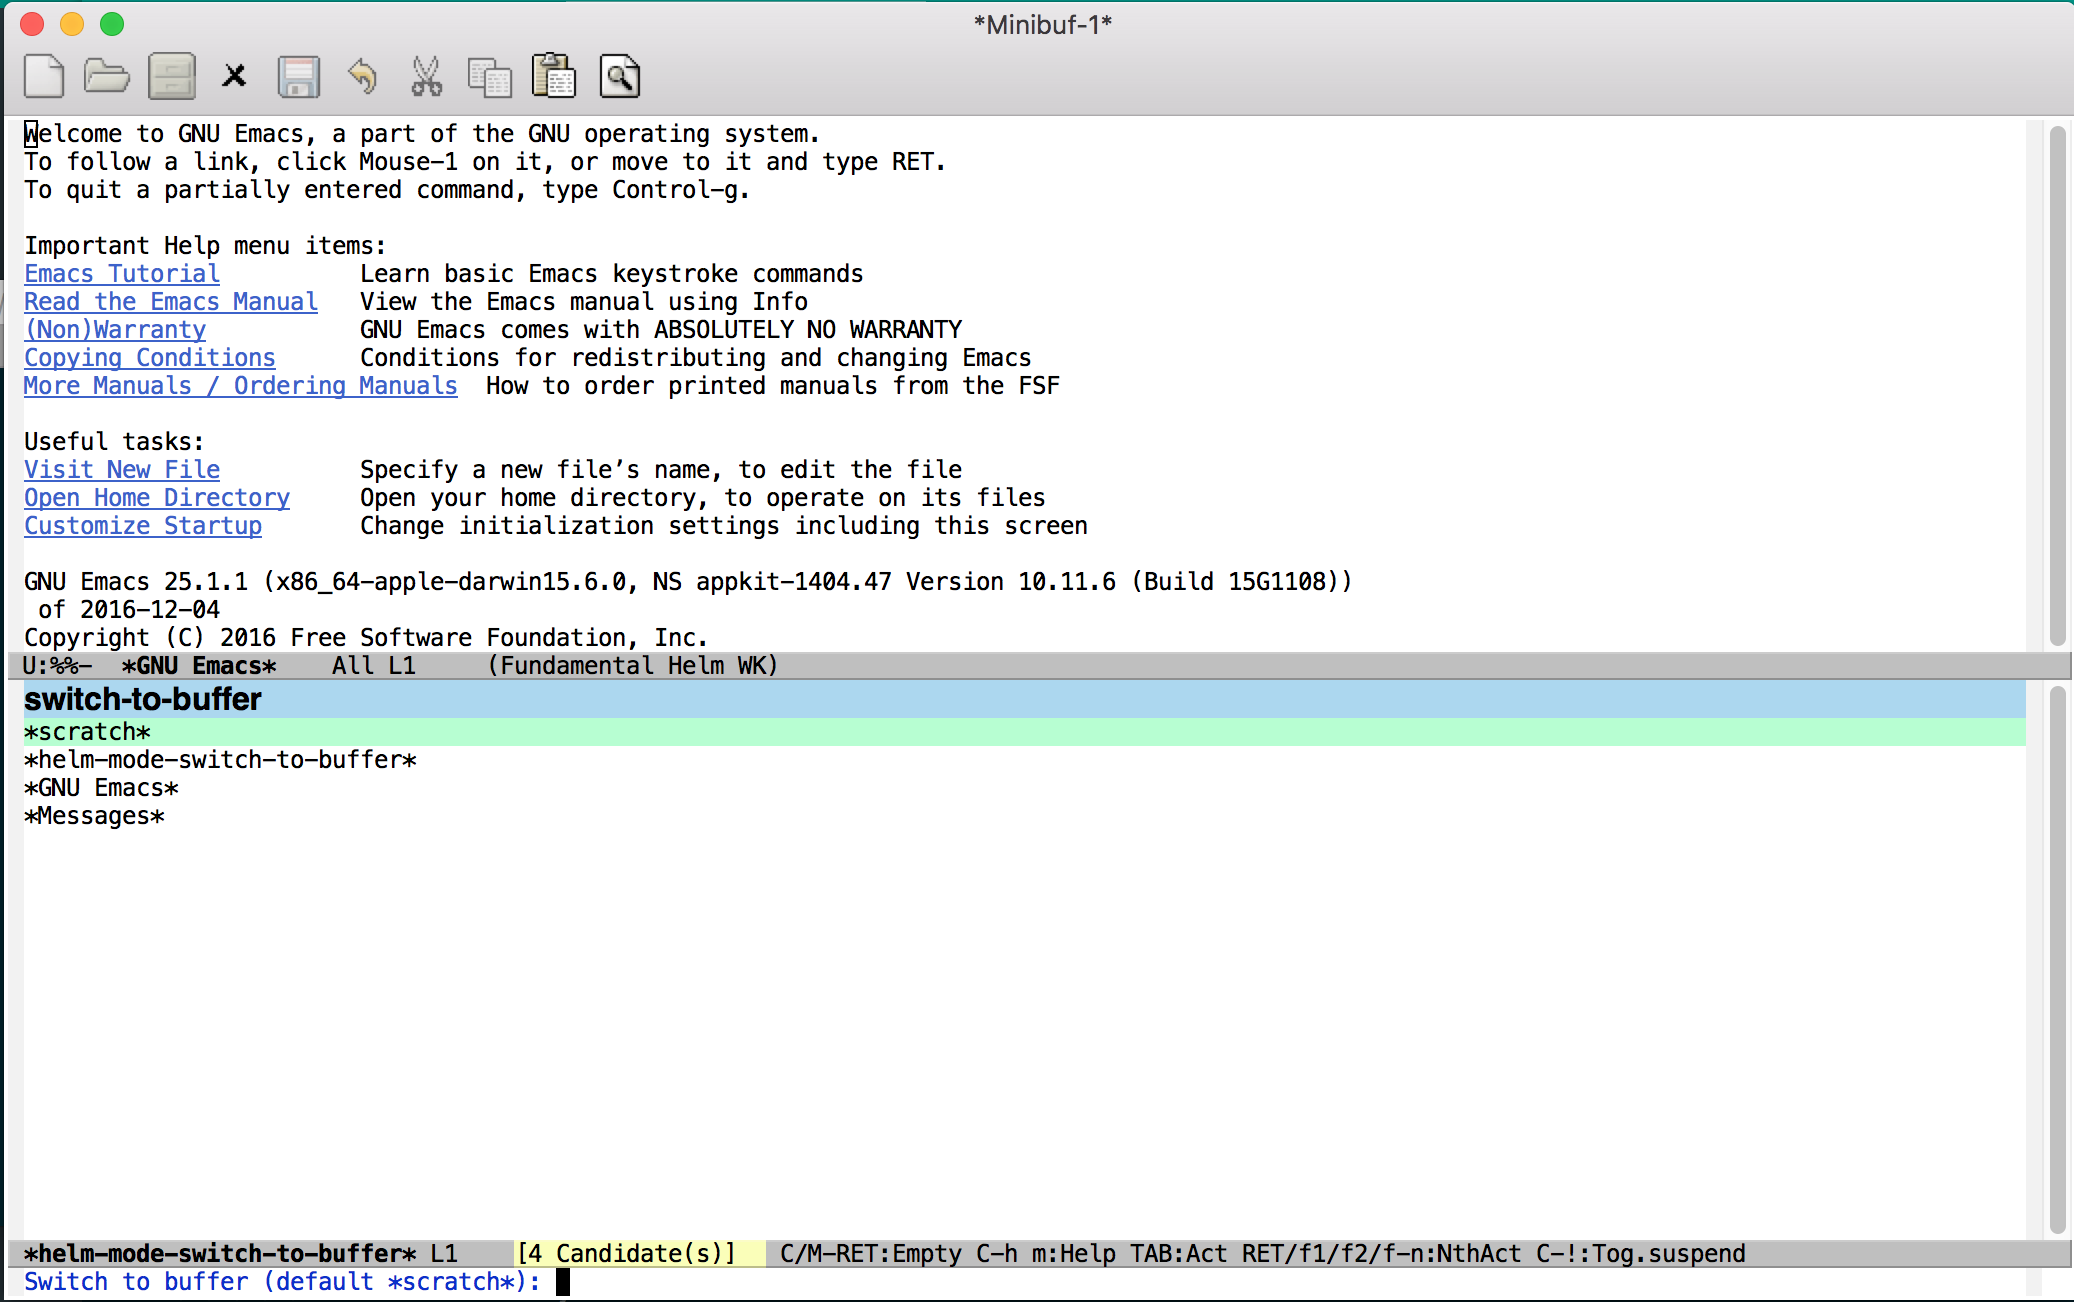 *Minibuf-1*
Welcome to GNU Emacs, a part of the GNU operating system.
To follow a link, click Mouse-1 on it, or move to it and type RET.
To quit a partially entered command, type Control-g.
Important Help menu items:
Emacs Tutorial Learn basic Emacs keystroke commands
Read the Emacs Manual View the Emacs manual using Info
(Non)Warranty GNU Emacs comes with ABSOLUTELY NO WARRANTY
Copying Conditions Conditions for redistributing and changing Emacs
More Manuals / Ordering Manuals How to order printed manuals from the FSF
Useful tasks:
Visit New File Specify a new file’s name, to edit the file
Open Home Directory Open your home directory, to operate on its files
Customize Startup Change initialization settings including this screen
GNU Emacs 25.1.1 (x86_64-apple-darwin15.6.0, NS appkit-1404.47 Version 10.11.6 (Build 15G1108))
of 2016-12-04
Copyright (C) 2016 Free Software Foundation, Inc.
U:%%- *GNU Emacs* All L1 (Fundamental Helm WK)
switch-to-buffer
*scratch*
*helm-mode-switch-to-buffer*
*GNU Emacs*
*Messages*
*helm-mode-switch-to-buffer* L1 [4 Candidate(s)] C/M-RET:Empty C-h m:Help TAB:Act RET/f1/f2/f-n:NthAct C-!:Tog.suspend
Switch to buffer (default *scratch*):